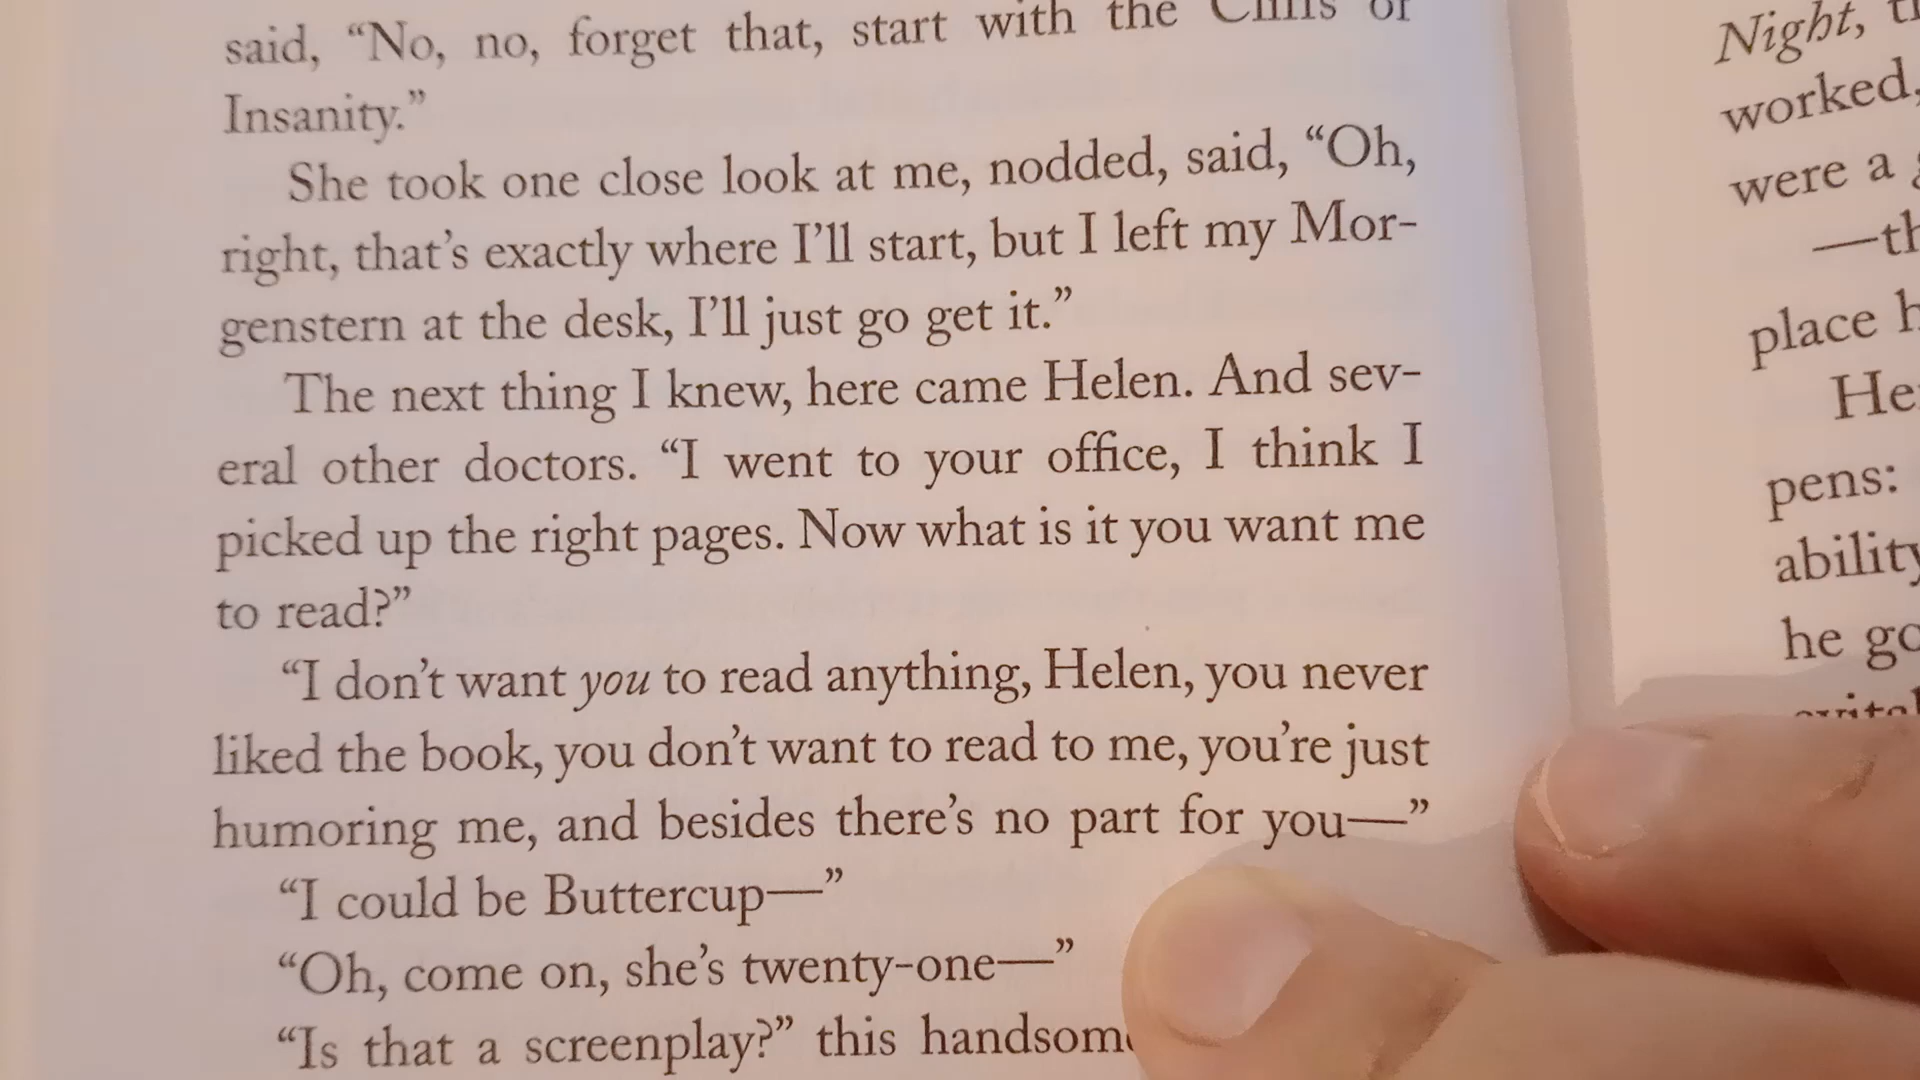 said, “No, no, forget that, start with the Cliffs of
Insanity.”
She took one close look at me, nodded, said, “Oh,
right, that’s exactly where I’ll start, but I left my Mor-
genstern at the desk, I’ll just go get it.”
The next thing I knew, here came Helen. And sev-
eral other doctors. “I went to your office, I think I
picked up the right pages. Now what is it you want me
to read?”
“I don’t want you to read anything, Helen, you never
liked the book, you don’t want to read to me, you’re just
humoring me, and besides there’s no part for you—”
“I could be Buttercup—”
“Oh, come on, she’s twenty-one—”
“Is that a screenplay?” this
Night,
worked,
were a
place
pens:
ability
he